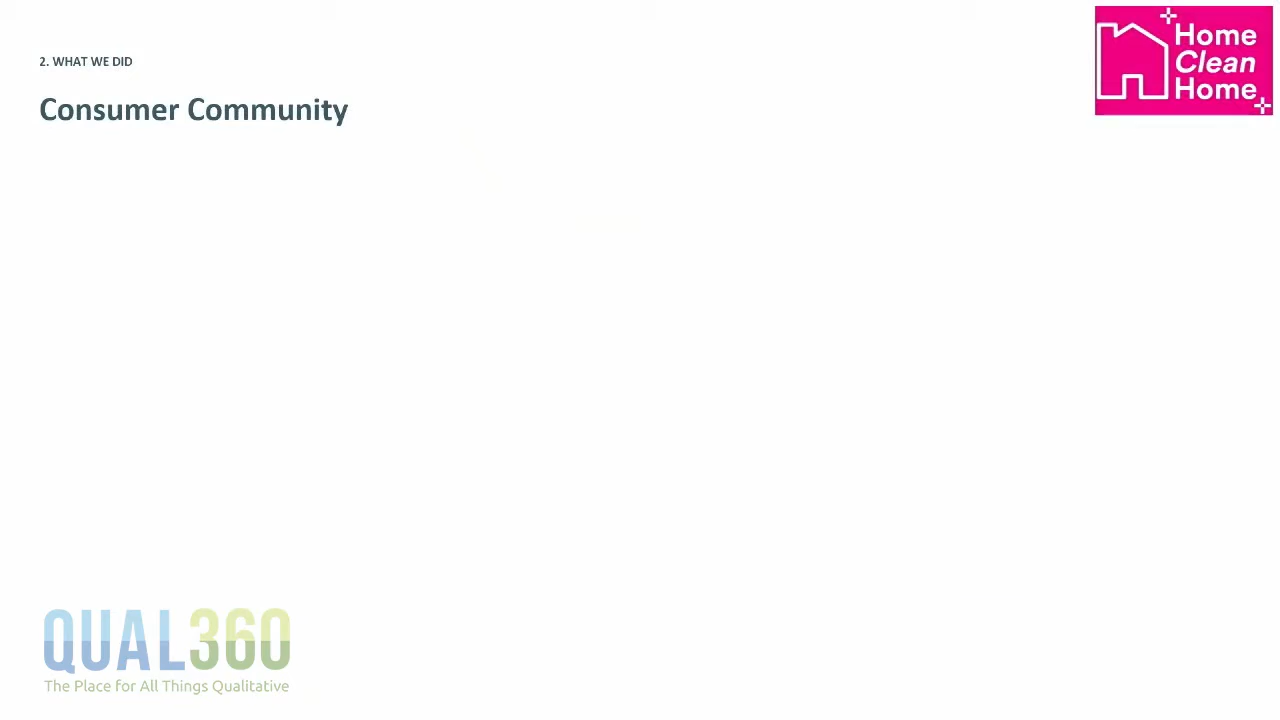 2. WHAT WE DID
Consumer Community
Home
Clean
Home
QUAL360
The Place for All Things Qualitative